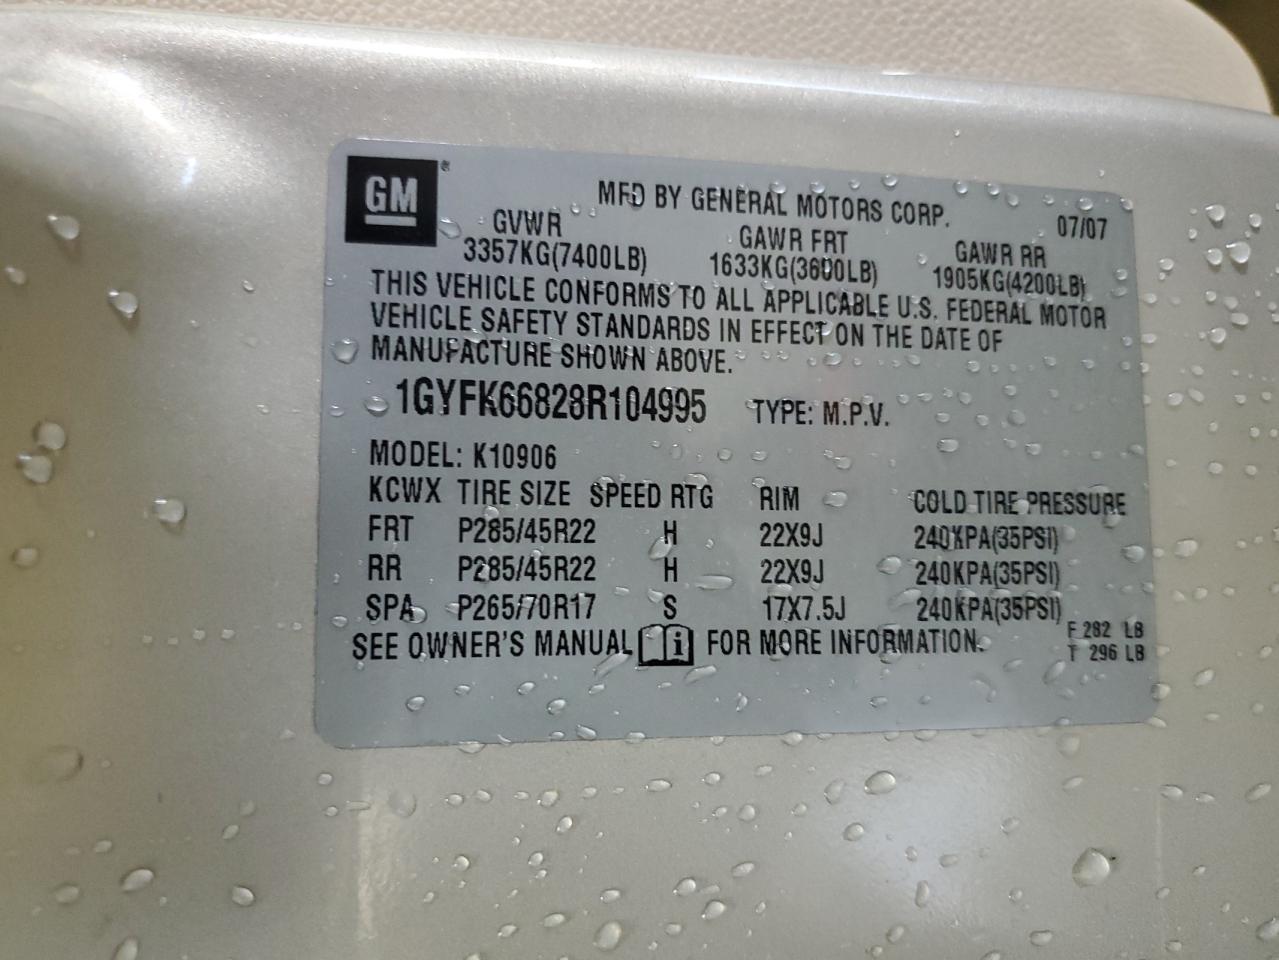 GM
MFD BY GENERAL MOTORS CORP.
07/07
GVWR GAWR FRT GAWR RR
3357KG(7400LB) 1633KG(3600LB) 1905KG(4200LB)
THIS VEHICLE CONFORMS TO ALL APPLICABLE U.S. FEDERAL MOTOR
VEHICLE SAFETY STANDARDS IN EFFECT ON THE DATE OF
MANUFACTURE SHOWN ABOVE.
1GYFK66828R104995 TYPE: M.P.V.
MODEL: K10906
KCWX TIRE SIZE SPEED RTG RIM COLD TIRE PRESSURE
FRT P285/45R22 H 22X9J 240KPA(35PSI)
RR P285/45R22 H 22X9J 240KPA(35PSI)
SPA P265/70R17 S 17X7.5J 240KPA(35PSI)
SEE OWNER'S MANUAL i FOR MORE INFORMATION.
F 282 LB
T 296 LB